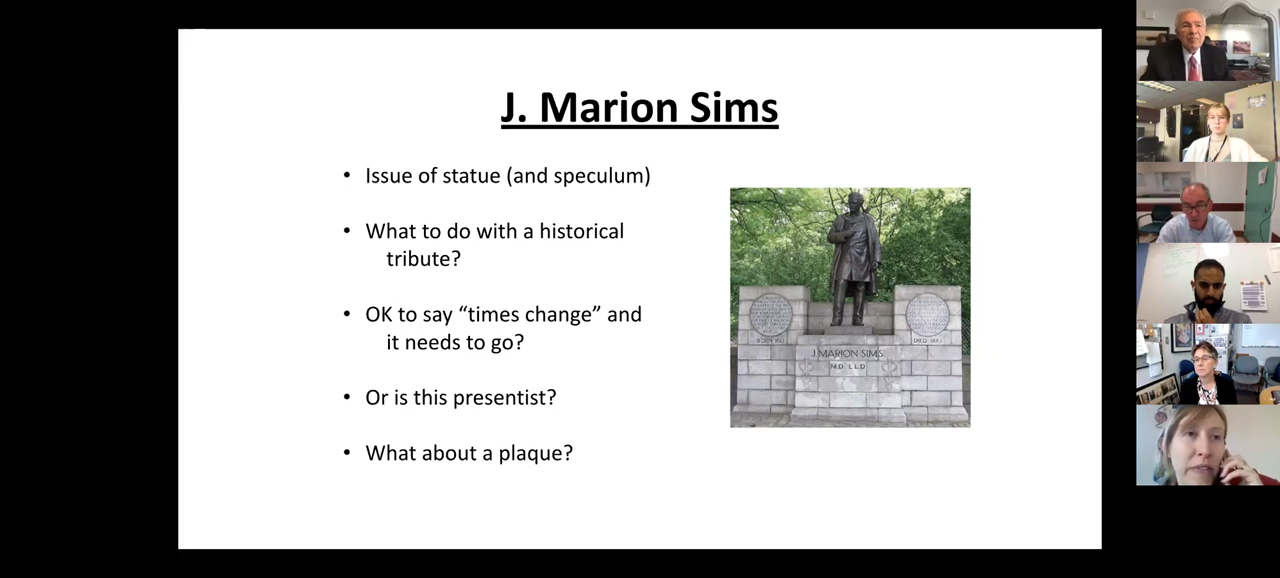 J. Marion Sims
• Issue of statue (and speculum)
• What to do with a historical
tribute?
• OK to say “times change” and
it needs to go?
• Or is this presentist?
• What about a plaque?
J. MARION SIMS
M.D. L.L.D.